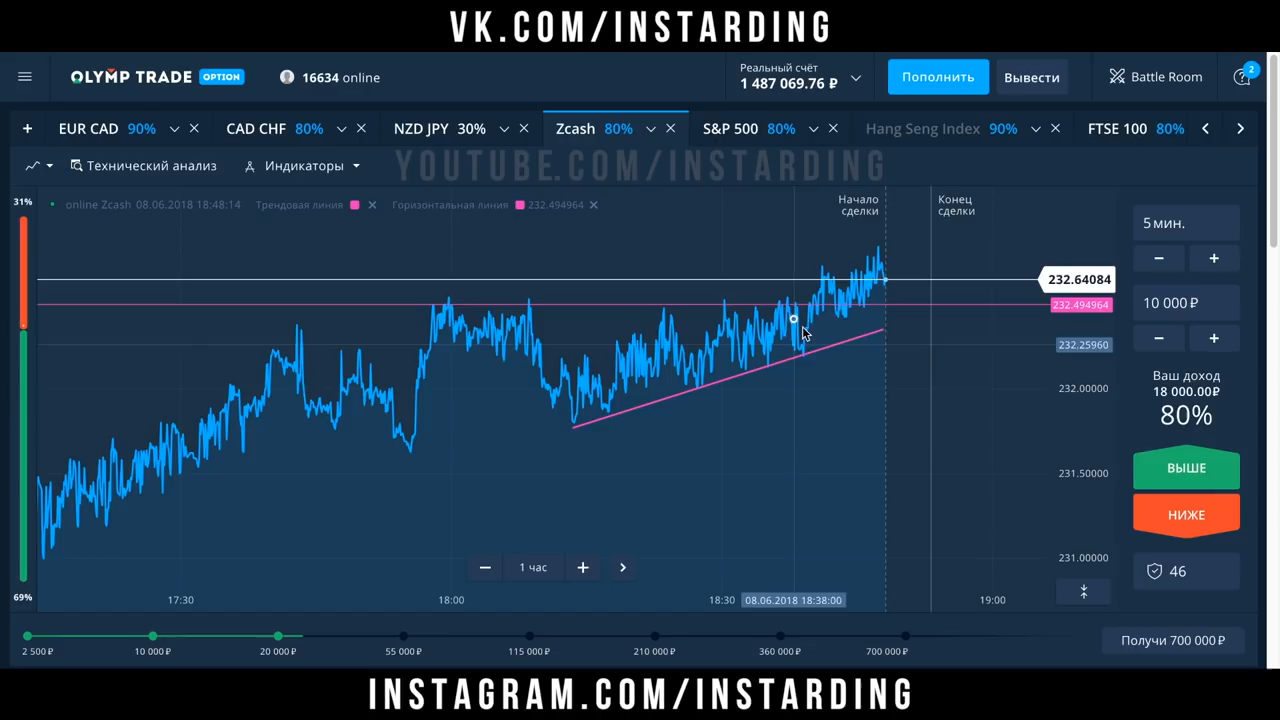 VK.COM/INSTARDING
OLYMP TRADE OPTION
16634 online
Реальный счёт
1 487 069.76 ₽
Пополнить
Вывести
Battle Room
2
EUR CAD 90%
CAD CHF 80%
NZD JPY 30%
Zcash 80%
S&P 500 80%
Hang Seng Index 90%
FTSE 100 80%
Технический анализ
Индикаторы
YOUTUBE.COM/INSTARDING
31%
online Zcash 08.06.2018 18:48:14
Трендовая линия
Горизонтальная линия 232.494964
Начало
сделки
Конец
сделки
232.64084
232.494964
232.25960
232.00000
231.50000
231.00000
5 мин.
10 000 ₽
Ваш доход
18 000.00 ₽
80%
ВЫШЕ
НИЖЕ
46
1 час
69%
17:30
18:00
18:30
08.06.2018 18:38:00
19:00
2 500 ₽
10 000 ₽
20 000 ₽
55 000 ₽
115 000 ₽
210 000 ₽
360 000 ₽
700 000 ₽
Получи 700 000 ₽
INSTAGRAM.COM/INSTARDING